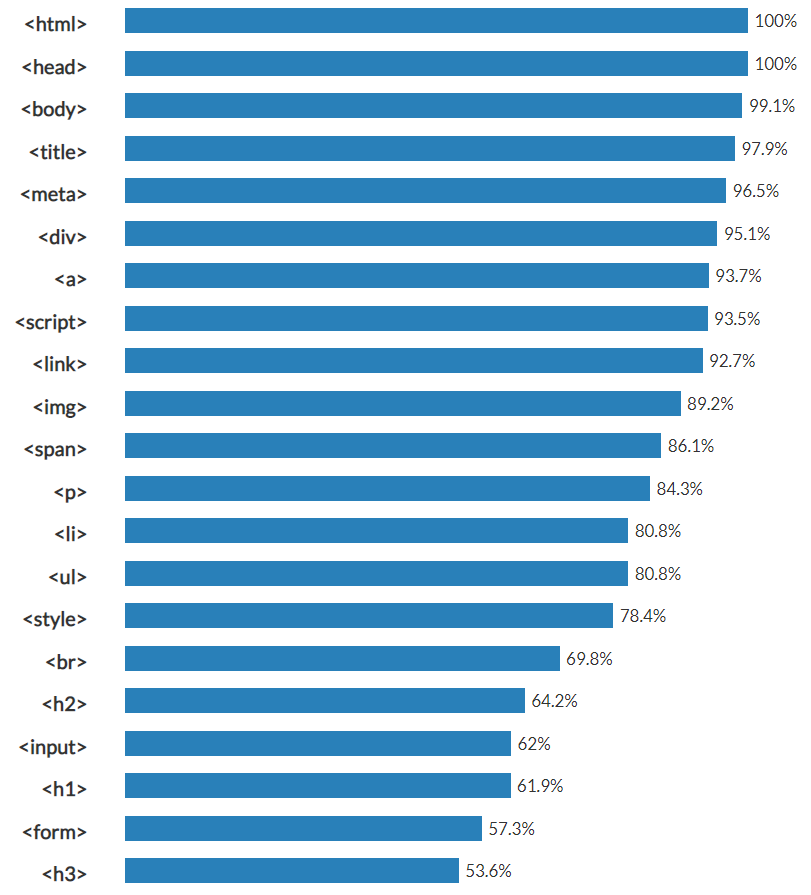 <html> 100%
<head> 100%
<body> 99.1%
<title> 97.9%
<meta> 96.5%
<div> 95.1%
<a> 93.7%
<script> 93.5%
<link> 92.7%
<img> 89.2%
<span> 86.1%
<p> 84.3%
<li> 80.8%
<ul> 80.8%
<style> 78.4%
<br> 69.8%
<h2> 64.2%
<input> 62%
<h1> 61.9%
<form> 57.3%
<h3> 53.6%